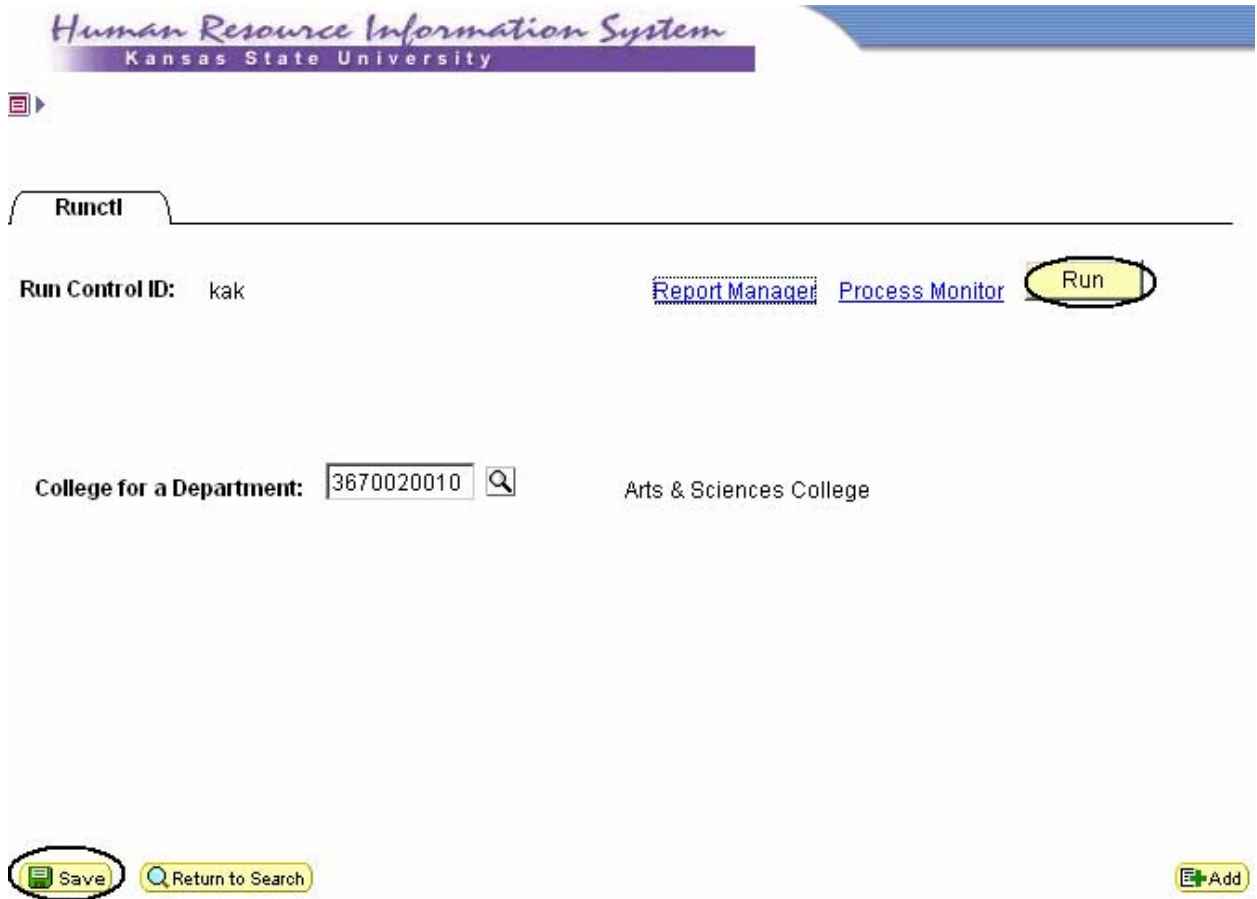 Human Resource Information System
Kansas State University
Runctl
Run Control ID: kak Report Manager Process Monitor Run
College for a Department: 3670020010 Arts & Sciences College
Save Return to Search Add